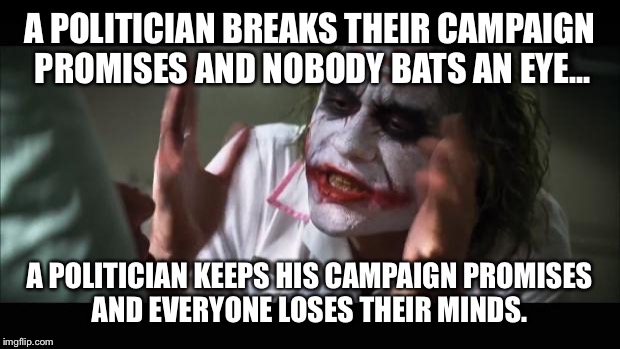 A POLITICIAN BREAKS THEIR CAMPAIGN
PROMISES AND NOBODY BATS AN EYE...
A POLITICIAN KEEPS HIS CAMPAIGN PROMISES
AND EVERYONE LOSES THEIR MINDS.
imgflip.com